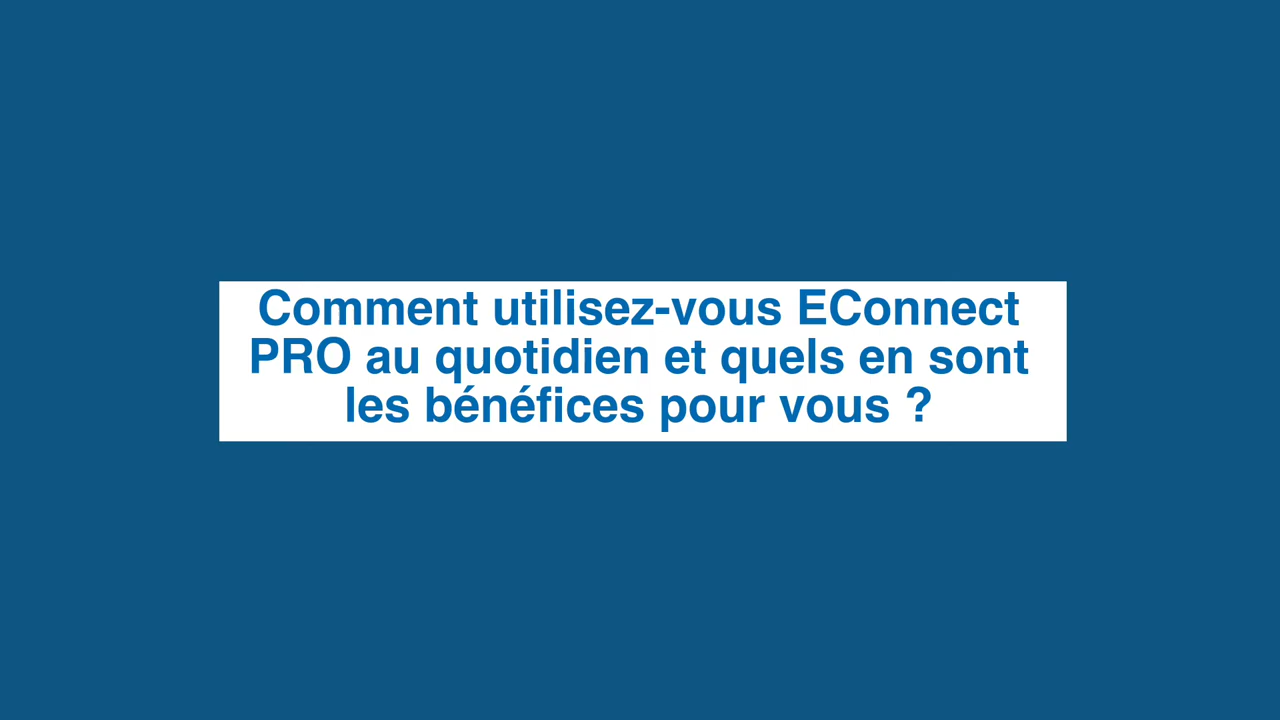 Comment utilisez-vous EConnect
PRO au quotidien et quels en sont
les bénéfices pour vous ?